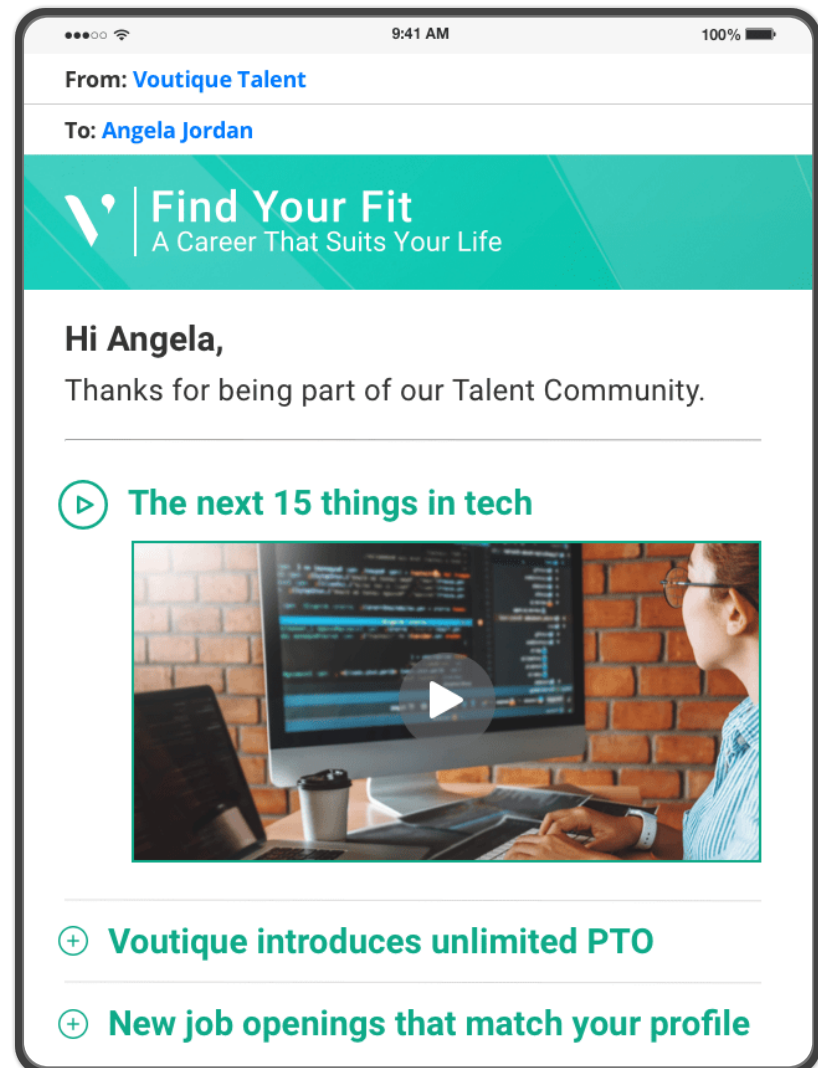 9:41 AM
100%
From: Voutique Talent
To: Angela Jordan
Find Your Fit
A Career That Suits Your Life
Hi Angela,
Thanks for being part of our Talent Community.
The next 15 things in tech
Voutique introduces unlimited PTO
New job openings that match your profile